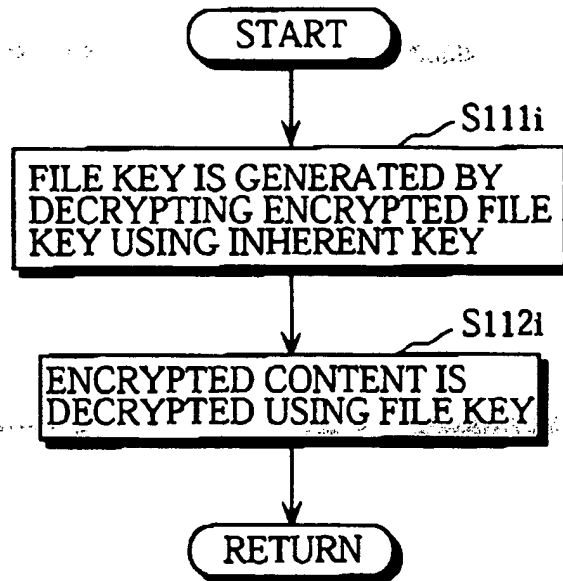 START
S111i
FILE KEY IS GENERATED BY
DECRYPTING ENCRYPTED FILE
KEY USING INHERENT KEY
S112i
ENCRYPTED CONTENT IS
DECRYPTED USING FILE KEY
RETURN